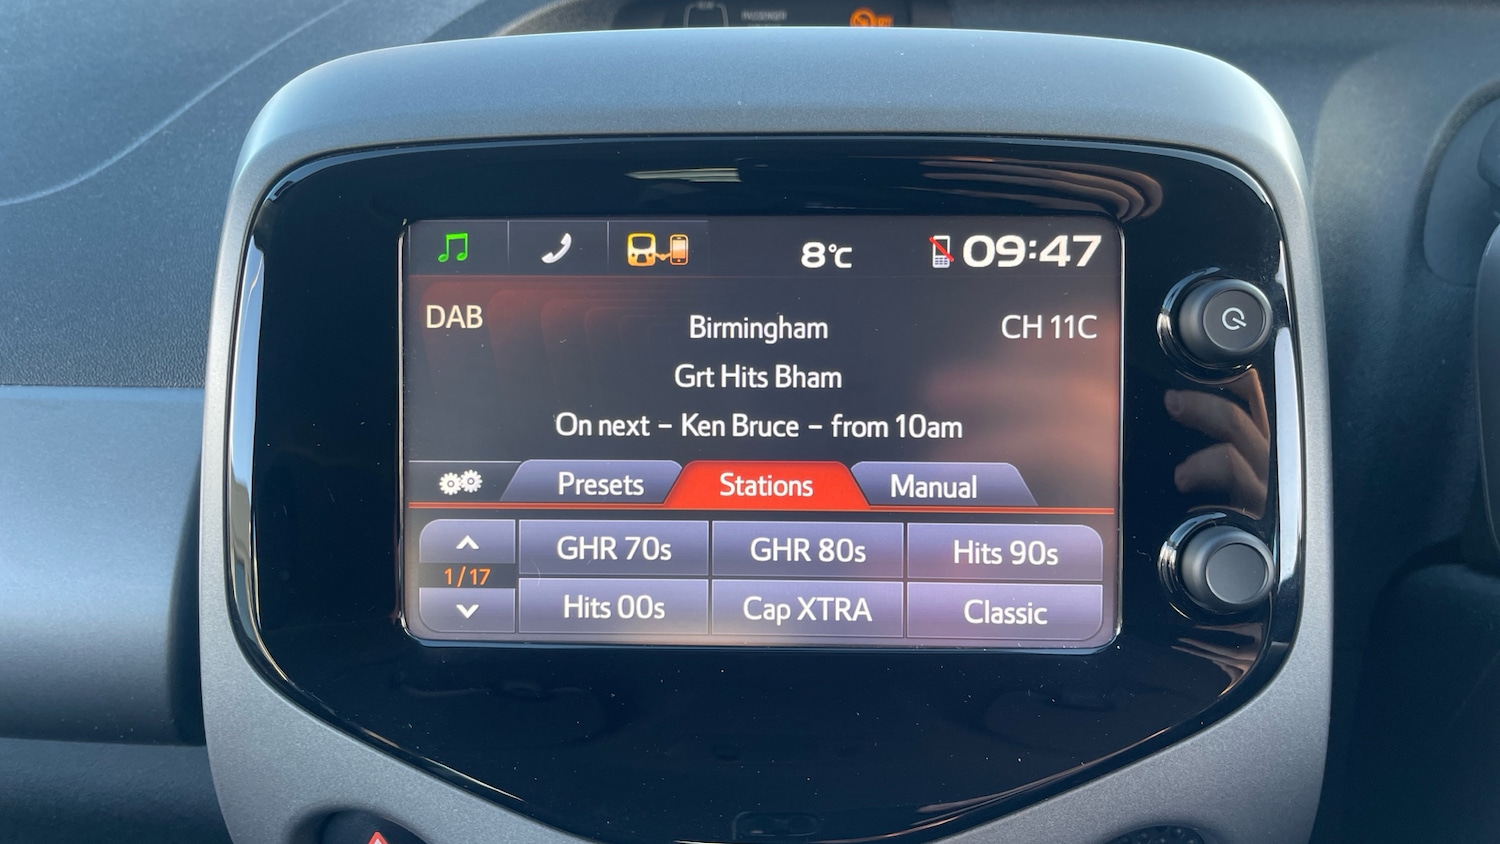 PASSENGER
8°C
09:47
DAB
Birmingham
CH 11C
Grt Hits Bham
On next – Ken Bruce – from 10am
Presets
Stations
Manual
GHR 70s
GHR 80s
Hits 90s
1/17
Hits 00s
Cap XTRA
Classic